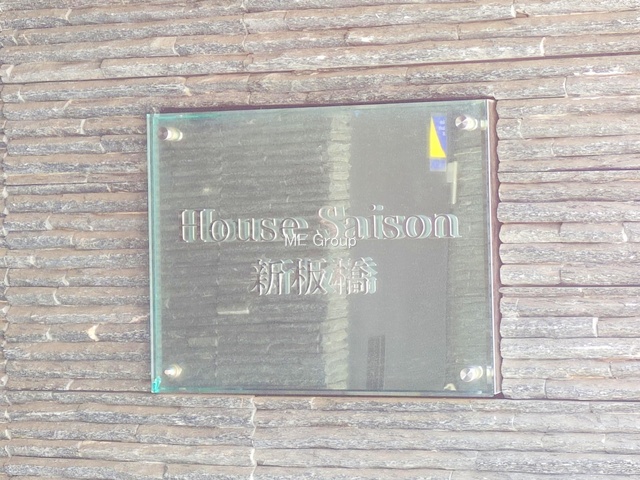 House Saison
ME Group
新板橋